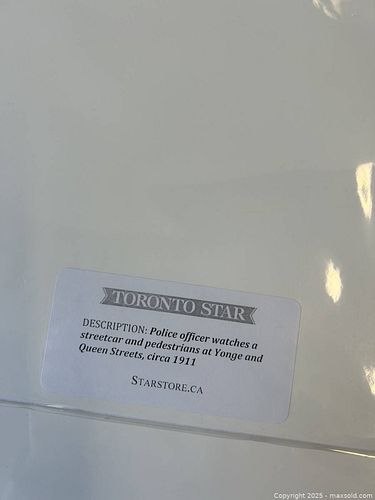 TORONTO STAR
DESCRIPTION: Police officer watches a
streetcar and pedestrians at Yonge and
Queen Streets, circa 1911
STARSTORE.CA
Copyright 2025 - maxsold.com